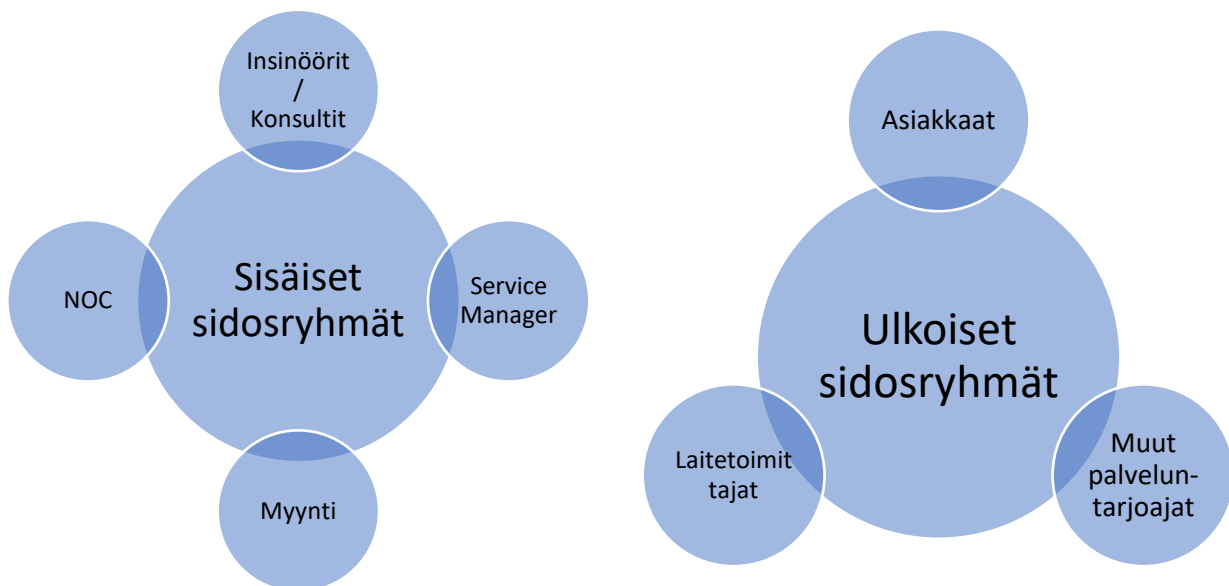 Insinöörit
/
Konsultit
NOC
Sisäiset
sidosryhmät
Service
Manager
Myynti
Asiakkaat
Ulkoiset
sidosryhmät
Laitetoimit
tajat
Muut
palvelun-
tarjoajat